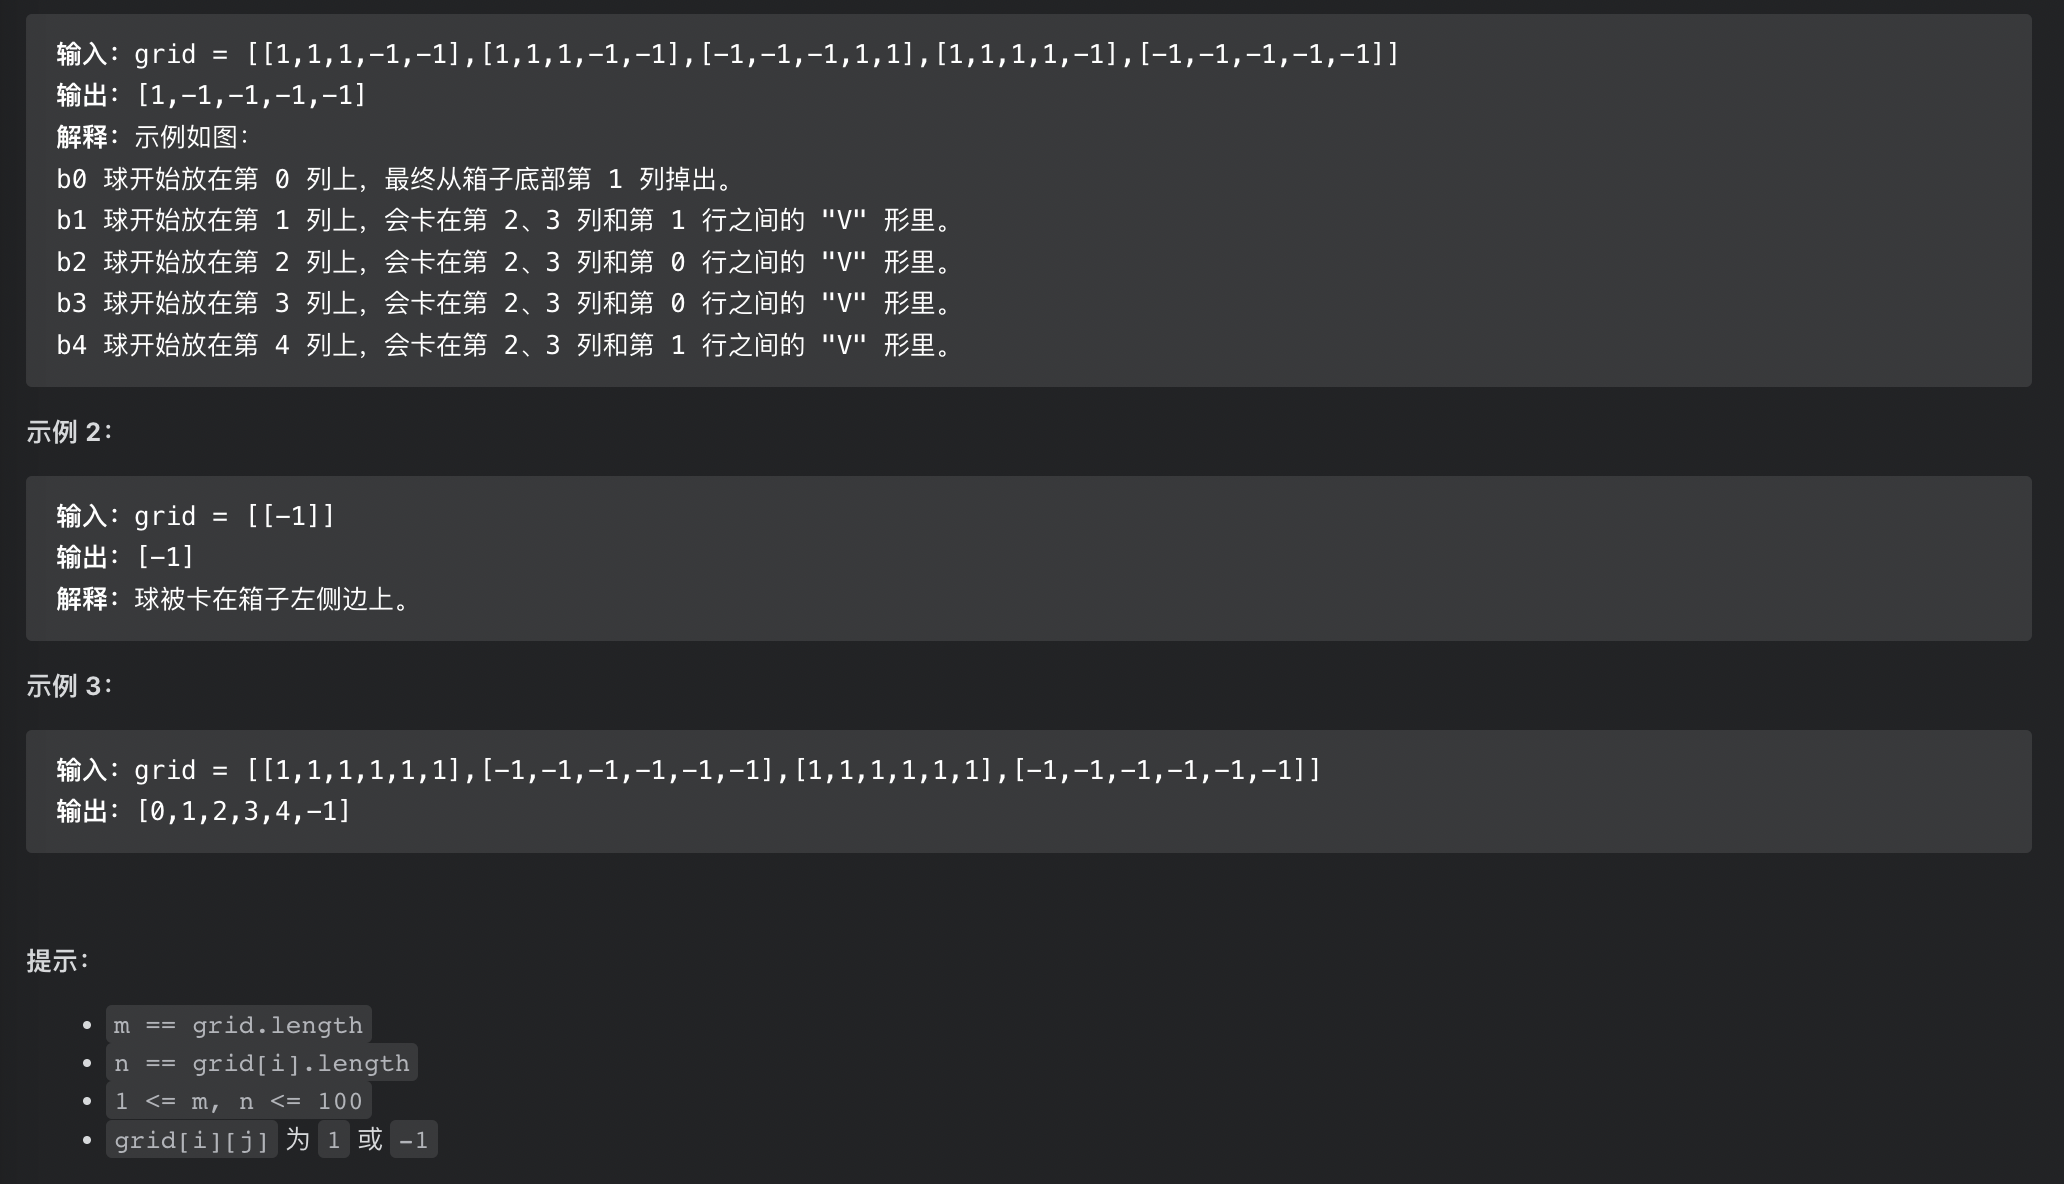 输入：grid = [[1,1,1,-1,-1],[1,1,1,-1,-1],[-1,-1,-1,1,1],[1,1,1,1,-1],[-1,-1,-1,-1,-1]]
输出：[1,-1,-1,-1,-1]
解释：示例如图：
b0 球开始放在第 0 列上，最终从箱子底部第 1 列掉出。
b1 球开始放在第 1 列上，会卡在第 2、3 列和第 1 行之间的 "V" 形里。
b2 球开始放在第 2 列上，会卡在第 2、3 列和第 0 行之间的 "V" 形里。
b3 球开始放在第 3 列上，会卡在第 2、3 列和第 0 行之间的 "V" 形里。
b4 球开始放在第 4 列上，会卡在第 2、3 列和第 1 行之间的 "V" 形里。
示例 2：
输入：grid = [[-1]]
输出：[-1]
解释：球被卡在箱子左侧边上。
示例 3：
输入：grid = [[1,1,1,1,1,1],[-1,-1,-1,-1,-1,-1],[1,1,1,1,1,1],[-1,-1,-1,-1,-1,-1]]
输出：[0,1,2,3,4,-1]
提示：
• m == grid.length
• n == grid[i].length
• 1 <= m, n <= 100
• grid[i][j] 为 1 或 -1